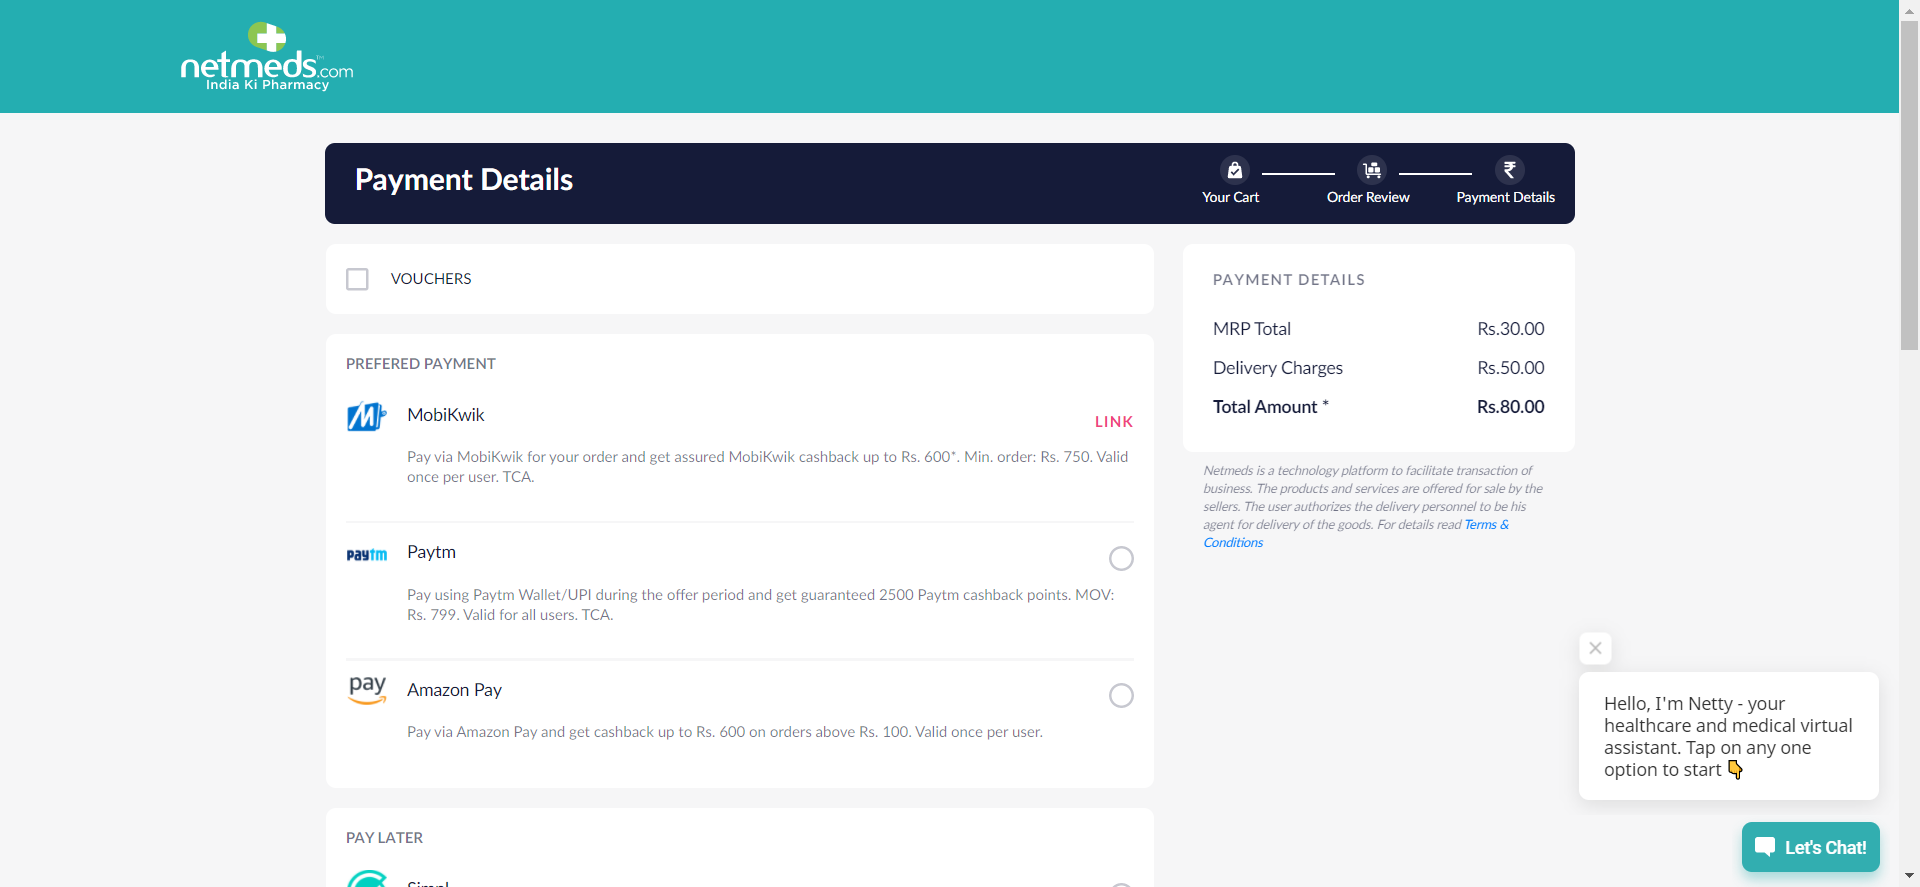 netmeds.com
India Ki Pharmacy
Payment Details
Your Cart
Order Review
Payment Details
VOUCHERS
PREFERED PAYMENT
MobiKwik
LINK
Pay via MobiKwik for your order and get assured MobiKwik cashback up to Rs. 600*. Min. order: Rs. 750. Valid
once per user. TCA.
paytm
Paytm
Pay using Paytm Wallet/UPI during the offer period and get guaranteed 2500 Paytm cashback points. MOV:
Rs. 799. Valid for all users. TCA.
pay
Amazon Pay
Pay via Amazon Pay and get cashback up to Rs. 600 on orders above Rs. 100. Valid once per user.
PAY LATER
Simpl
PAYMENT DETAILS
MRP Total Rs.30.00
Delivery Charges Rs.50.00
Total Amount * Rs.80.00
Netmeds is a technology platform to facilitate transaction of
business. The products and services are offered for sale by the
sellers. The user authorizes the delivery personnel to be his
agent for delivery of the goods. For details read Terms &
Conditions
Hello, I'm Netty - your
healthcare and medical virtual
assistant. Tap on any one
option to start 👇
Let's Chat!